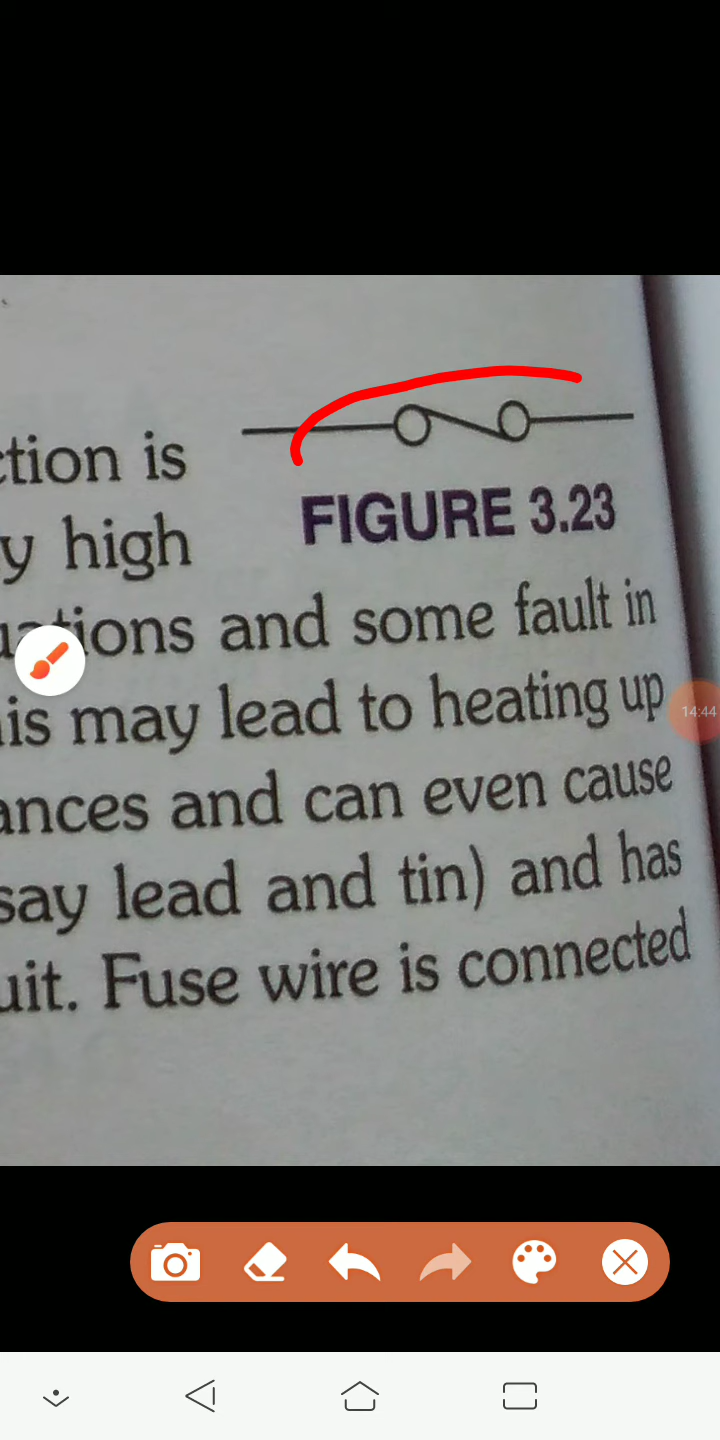 tion is
y high
FIGURE 3.23
and some fault in
is may lead to heating up
14:44
ances and can even cause
say lead and tin) and has
uit. Fuse wire is connected